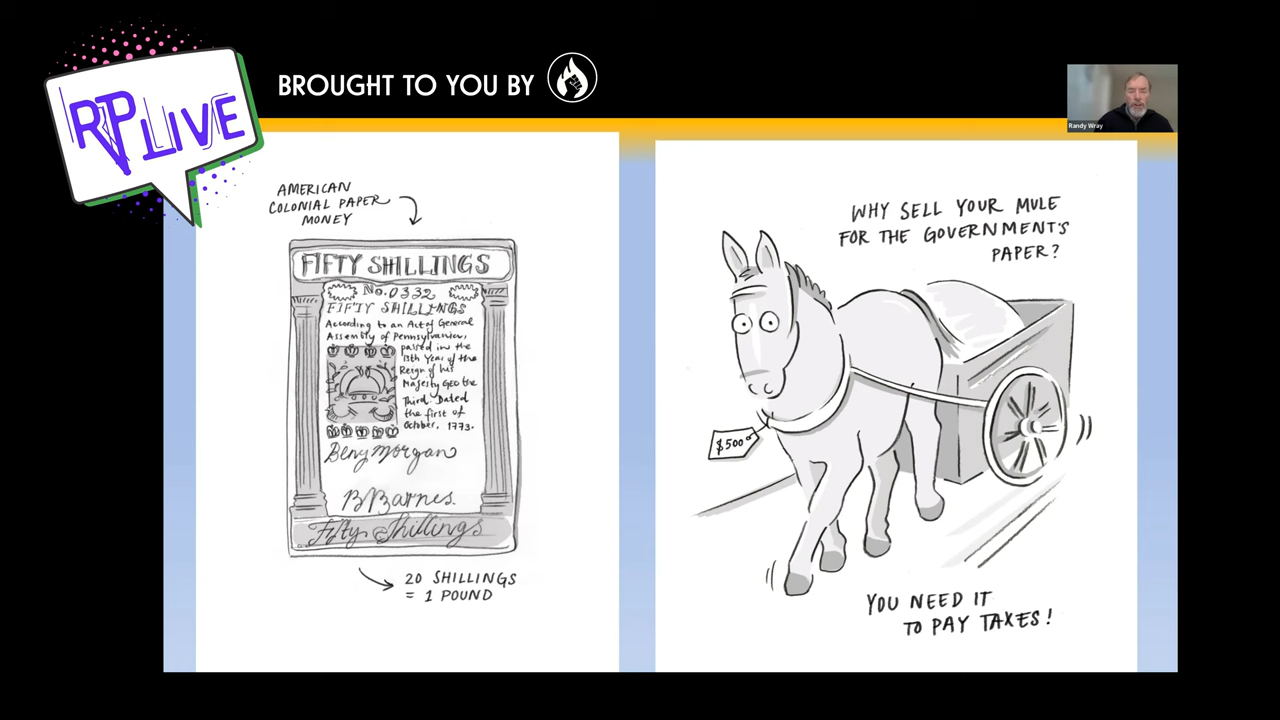 RP LIVE
BROUGHT TO YOU BY
Randy Wray
AMERICAN
COLONIAL PAPER
MONEY
FIFTY SHILLINGS
No. 0332
FIFTY SHILLINGS
According to an Act of General
Assembly of Pennsylvania,
passed in the
13th Year of the
Reign of his
Majesty Geo the
Third. Dated
the first of
October, 1773.
Benj Morgan
B Barnes.
Fifty Shillings
20 SHILLINGS
= 1 POUND
WHY SELL YOUR MULE
FOR THE GOVERNMENT'S
PAPER?
$500
YOU NEED IT
TO PAY TAXES!